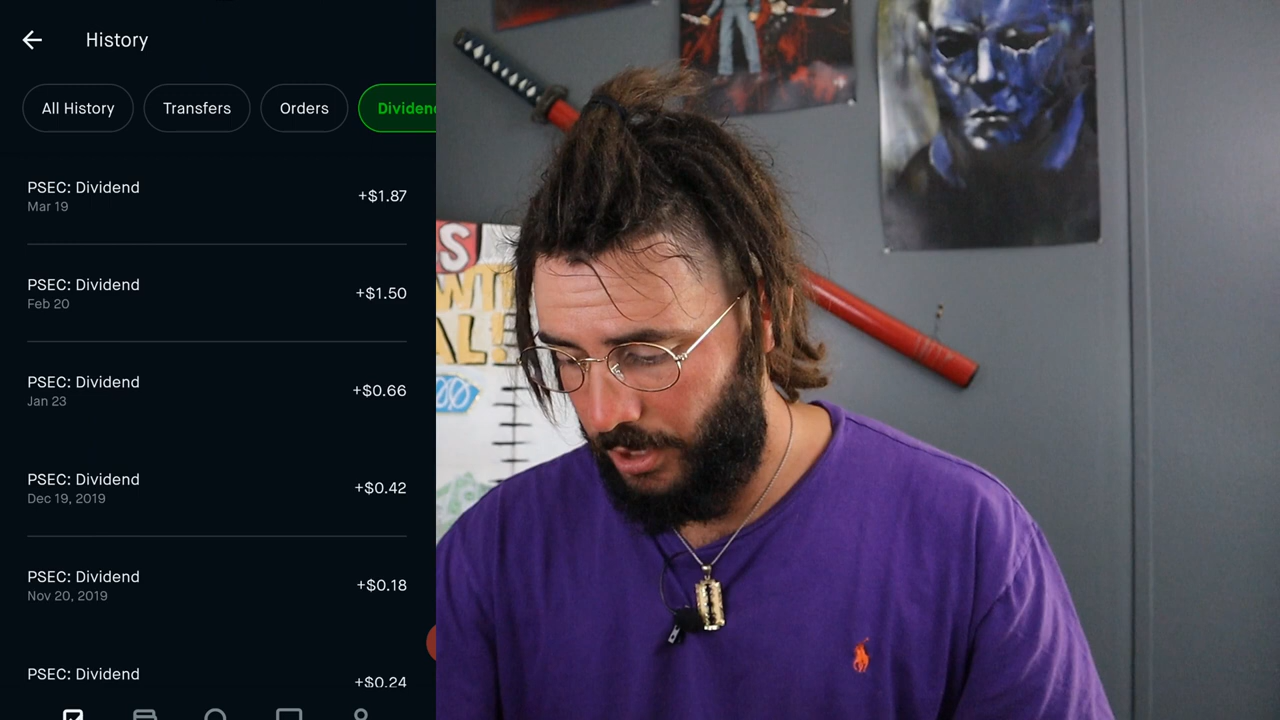 History
All History
Transfers
Orders
PSEC: Dividend
+$1.87
Mar 19
PSEC: Dividend
+$1.50
Feb 20
PSEC: Dividend
+$0.66
Jan 23
PSEC: Dividend
+$0.42
Dec 19, 2019
PSEC: Dividend
+$0.18
Nov 20, 2019
PSEC: Dividend
+$0.24